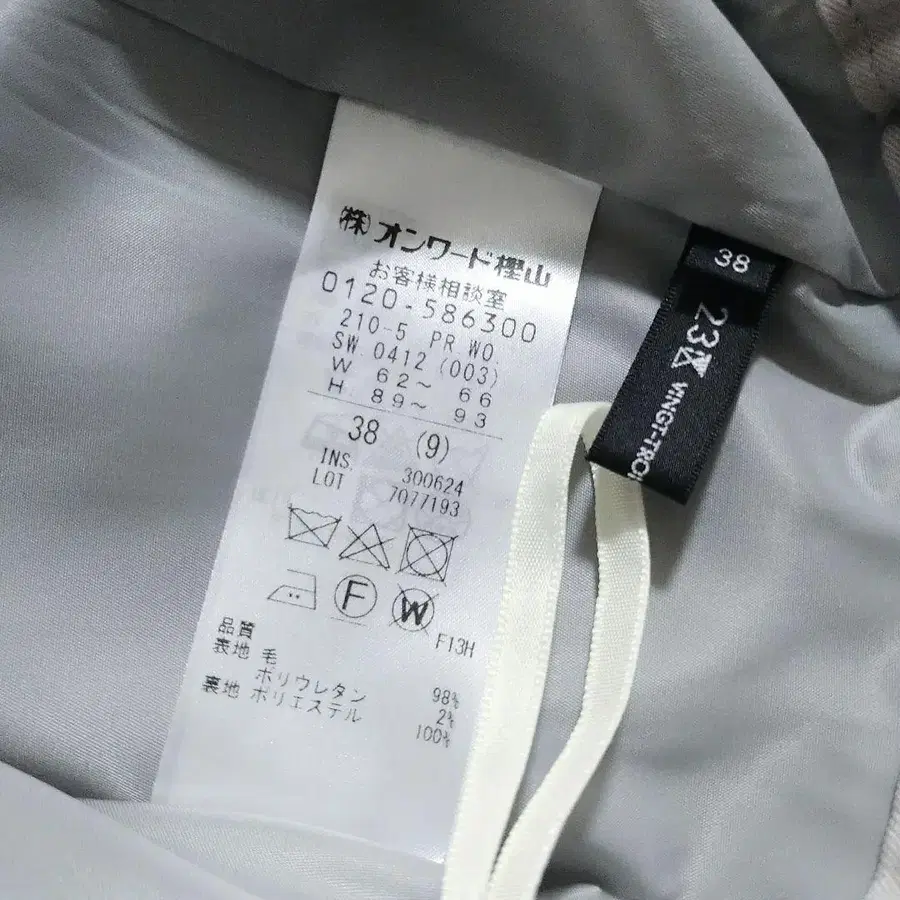 ㈱オンワード樫山
お客様相談室
0120-586300
210-5 PR WO.
SW 0412 (003)
W 62～ 66
H 89～ 93
38 (9)
INS. 300624
LOT 7077193
F
W
F13H
品質
表地 毛 98%
ポリウレタン 2%
裏地 ポリエステル 100%
38
23区
VINGT-TROI